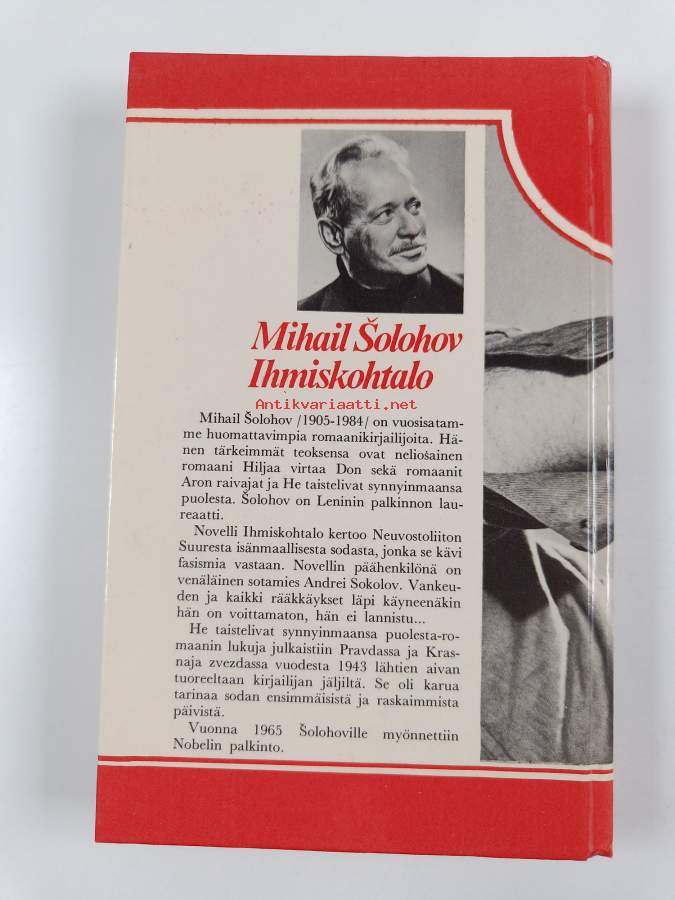 Mihail Šolohov
Ihmiskohtalo
Antikvariaatti.net
Mihail Šolohov /1905-1984/ on vuosisatam-
me huomattavimpia romaanikirjailijoita. Hä-
nen tärkeimmät teoksensa ovat neliosainen
romaani Hiljaa virtaa Don sekä romaanit
Aron raivajat ja He taistelivat synnyinmaansa
puolesta. Šolohov on Leninin palkinnon lau-
reaatti.
Novelli Ihmiskohtalo kertoo Neuvostoliiton
Suuresta isänmaallisesta sodasta, jonka se kävi
fasismia vastaan. Novellin päähenkilönä on
venäläinen sotamies Andrei Sokolov. Vankeu-
den ja kaikki rääkkäykset läpi käyneenäkin
hän on voittamaton, hän ei lannistu...
He taistelivat synnyinmaansa puolesta-ro-
maanin lukuja julkaistiin Pravdassa ja Kras-
naja zvezdassa vuodesta 1943 lähtien aivan
tuoreeltaan kirjailijan jäljiltä. Se oli karua
tarinaa sodan ensimmäisistä ja raskaimmista
päivistä.
Vuonna 1965 Šolohoville myönnettiin
Nobelin palkinto.